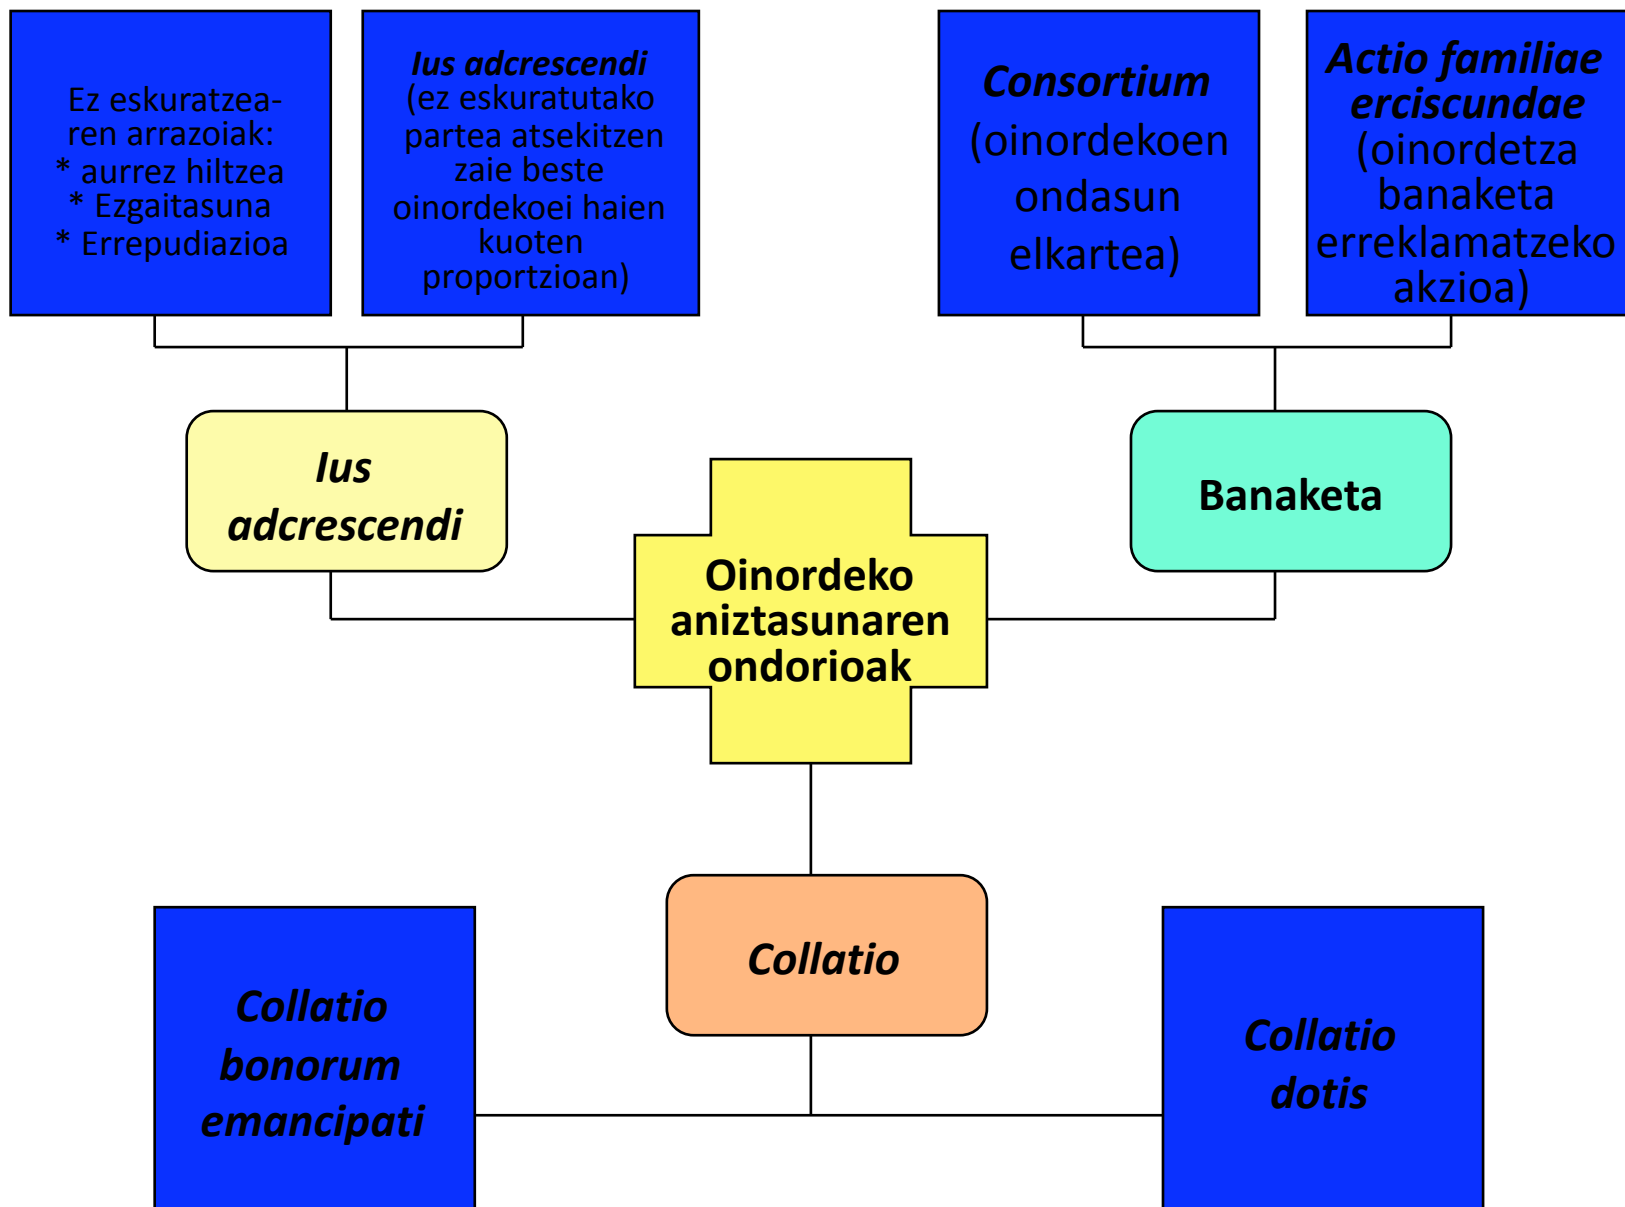 Ez eskuratzea-
ren arrazoiak:
* aurrez hiltzea
* Ezgaitasuna
* Errepudiazioa
Ius adcrescendi
(ez eskuratutako
partea atsekitzen
zaie beste
oinordekoei haien
kuoten
proportzioan)
Consortium
(oinordekoen
ondasun
elkartea)
Actio familiae
erciscundae
(oinordetza
banaketa
erreklamatzeko
akzioa)
Ius
adcrescendi
Banaketa
Oinordeko
aniztasunaren
ondorioak
Collatio
Collatio
bonorum
emancipati
Collatio
dotis